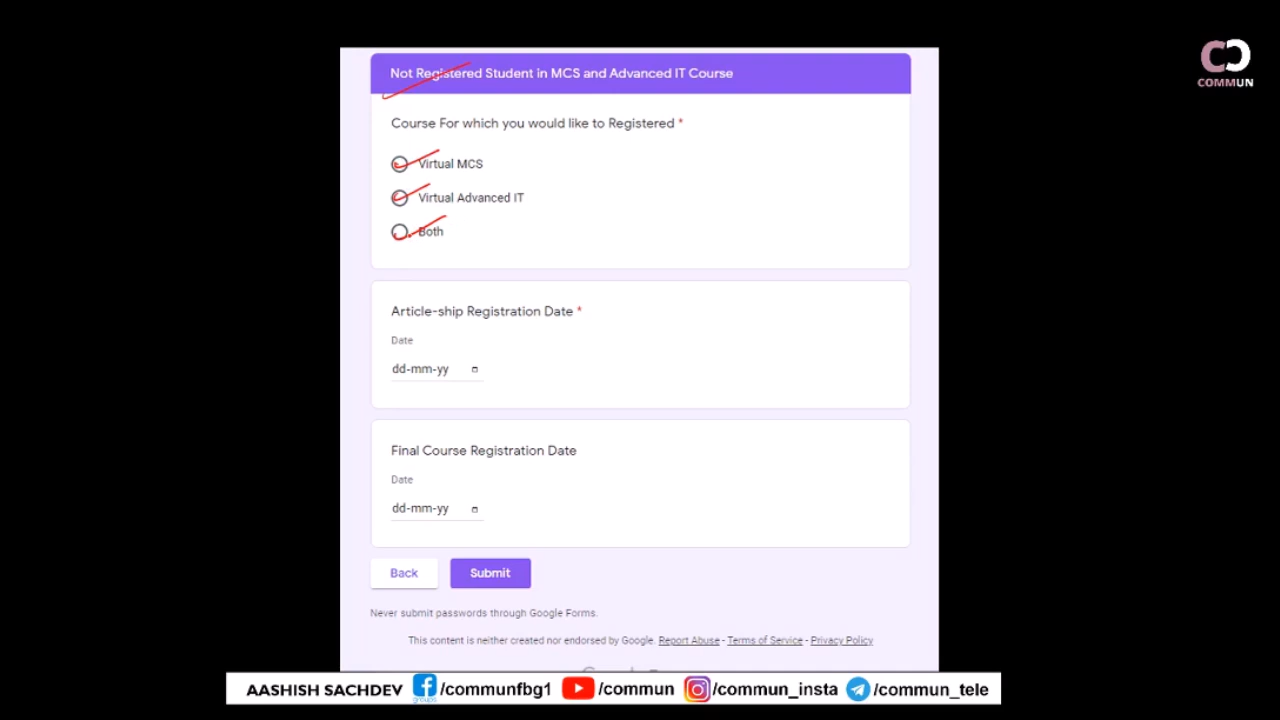 COMMUN
Not Registered Student in MCS and Advanced IT Course
Course For which you would like to Registered *
Virtual MCS
Virtual Advanced IT
Both
Article-ship Registration Date *
Date
dd-mm-yy
Final Course Registration Date
Date
dd-mm-yy
Back Submit
Never submit passwords through Google Forms.
This content is neither created nor endorsed by Google. Report Abuse - Terms of Service - Privacy Policy
AASHISH SACHDEV /communfbg1 /commun /commun_insta /commun_tele
groups